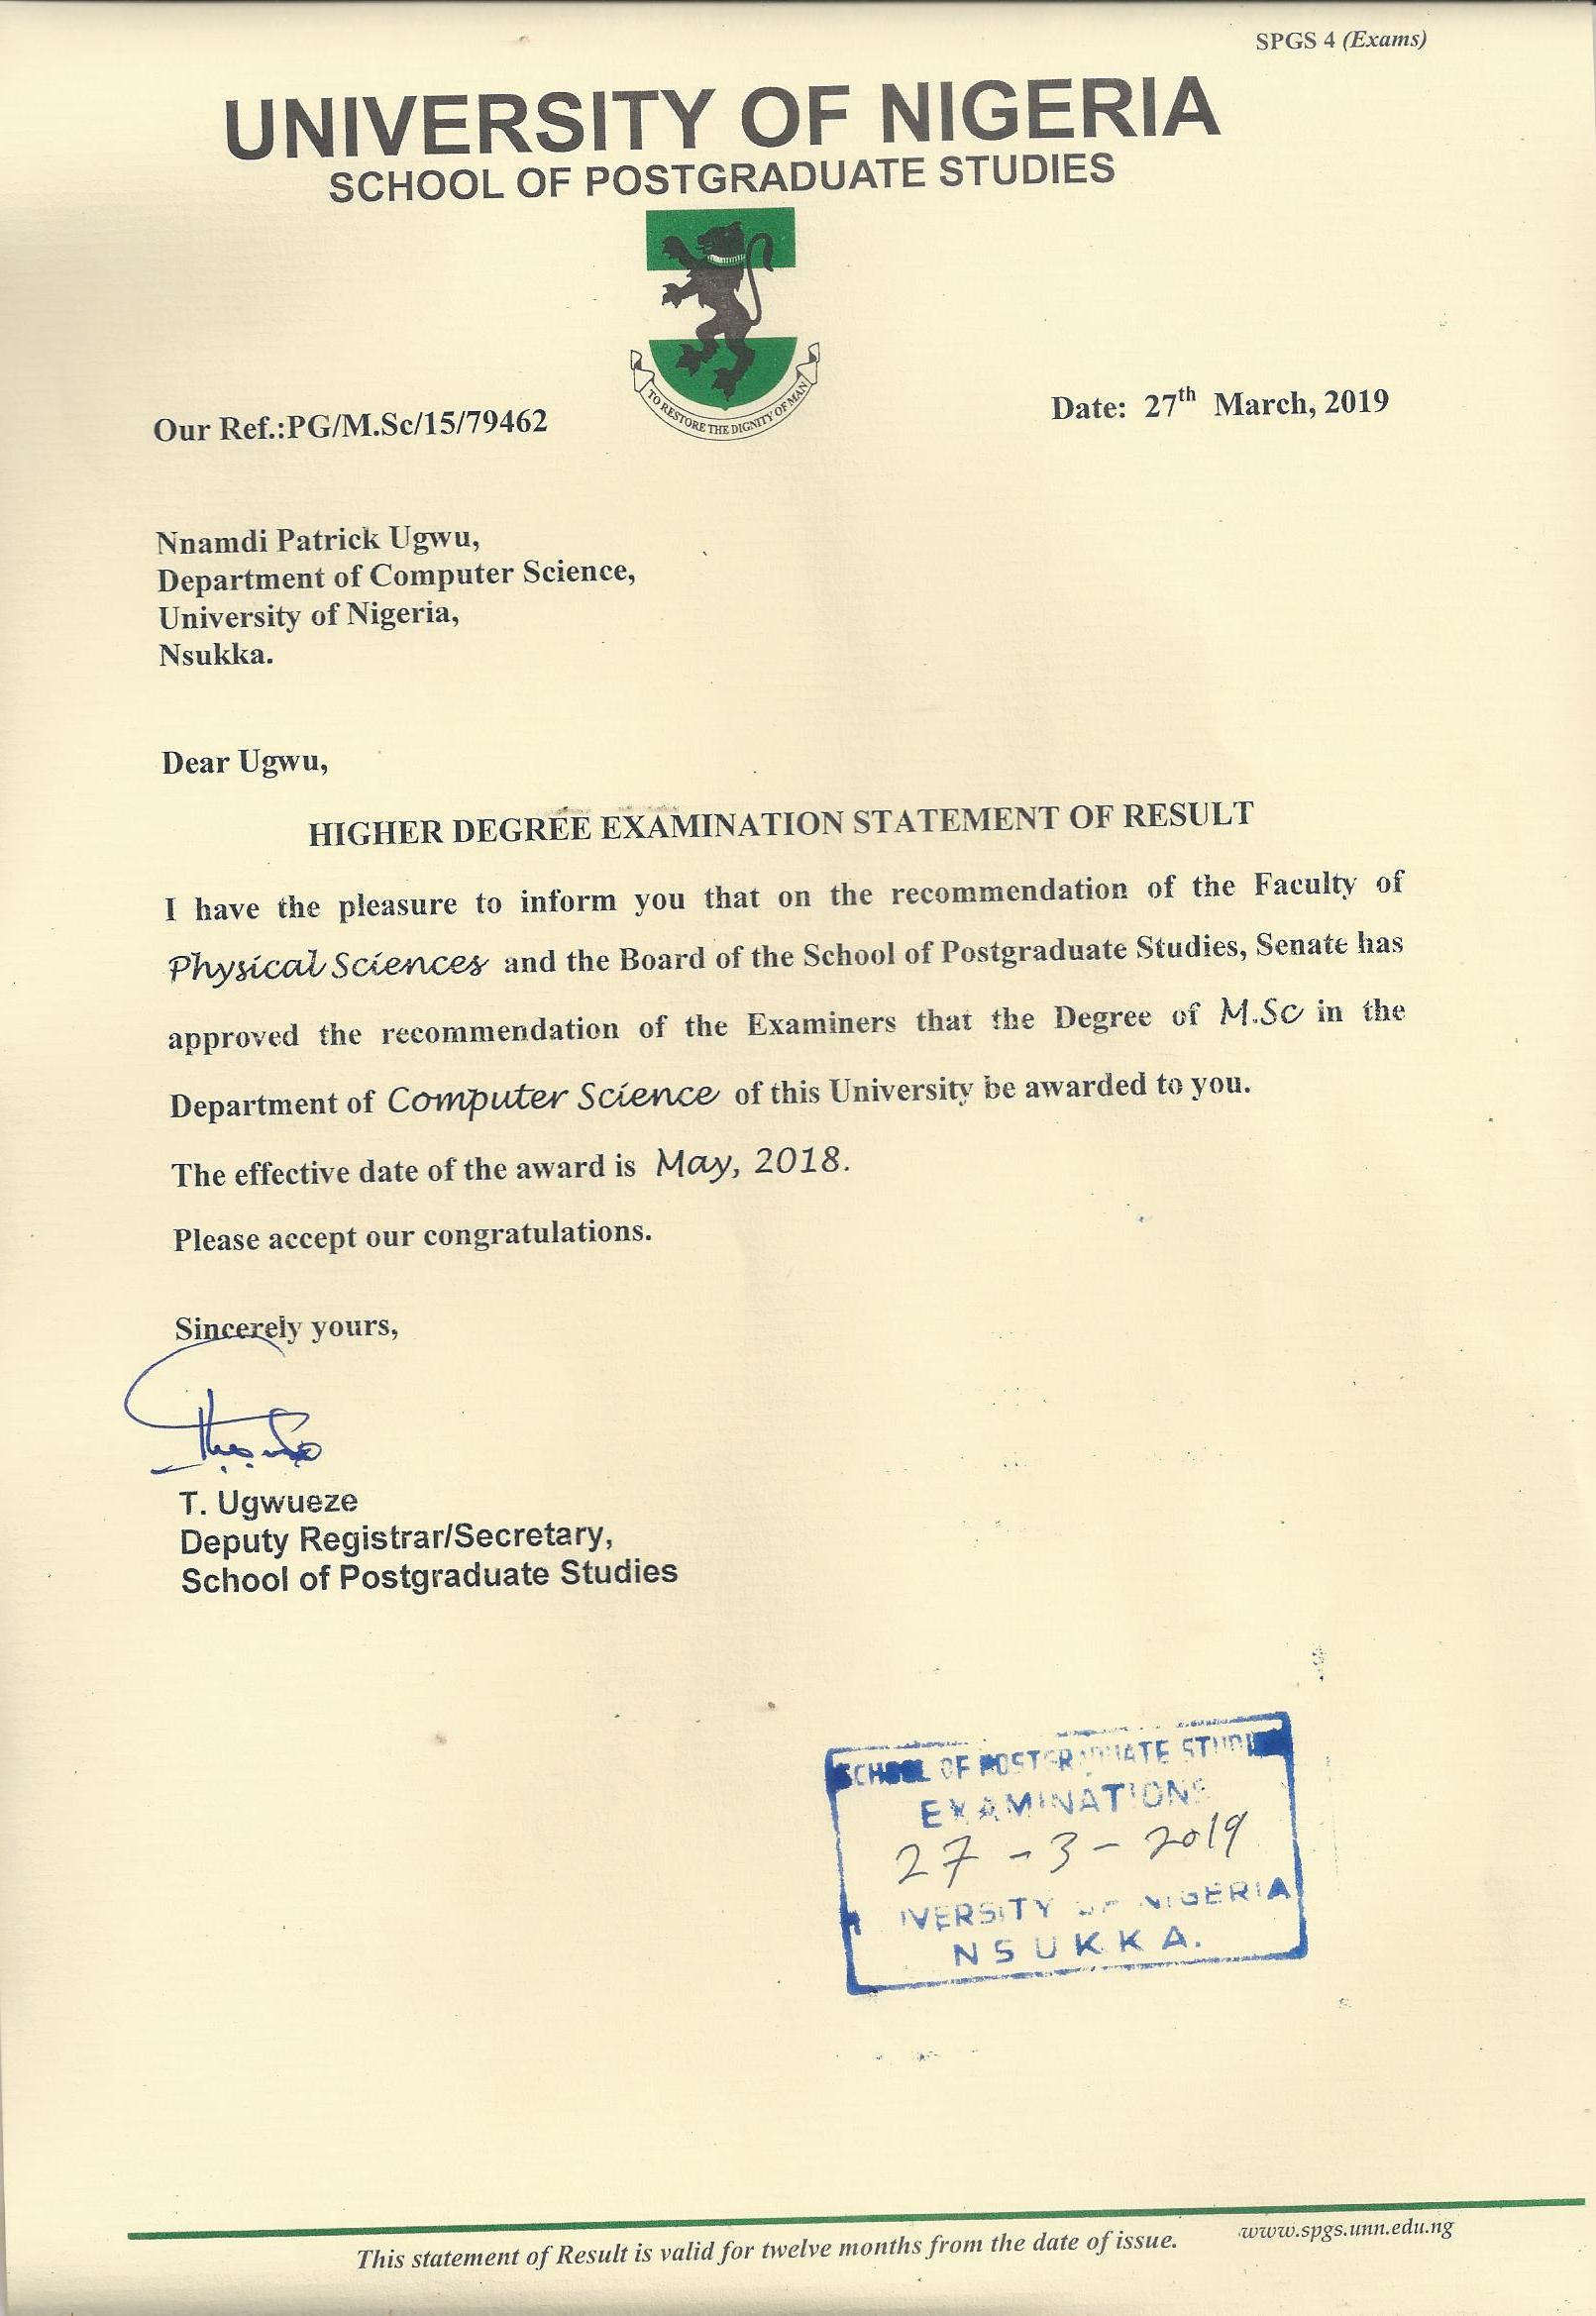 SPGS 4 (Exams)
UNIVERSITY OF NIGERIA
SCHOOL OF POSTGRADUATE STUDIES
TO RESTORE THE DIGNITY OF MAN
Our Ref.:PG/M.Sc/15/79462
Date: 27th March, 2019
Nnamdi Patrick Ugwu,
Department of Computer Science,
University of Nigeria,
Nsukka.
Dear Ugwu,
HIGHER DEGREE EXAMINATION STATEMENT OF RESULT
I have the pleasure to inform you that on the recommendation of the Faculty of
Physical Sciences and the Board of the School of Postgraduate Studies, Senate has
approved the recommendation of the Examiners that the Degree of M.Sc in the
Department of Computer Science of this University be awarded to you.
The effective date of the award is May, 2018.
Please accept our congratulations.
Sincerely yours,
T. Ugwueze
Deputy Registrar/Secretary,
School of Postgraduate Studies
SCHOOL OF POSTGRADUATE STUDIE
EXAMINATIONS
27-3-2019
IVERSITY OF NIGERIA
NSUKKA.
This statement of Result is valid for twelve months from the date of issue.
www.spgs.unn.edu.ng